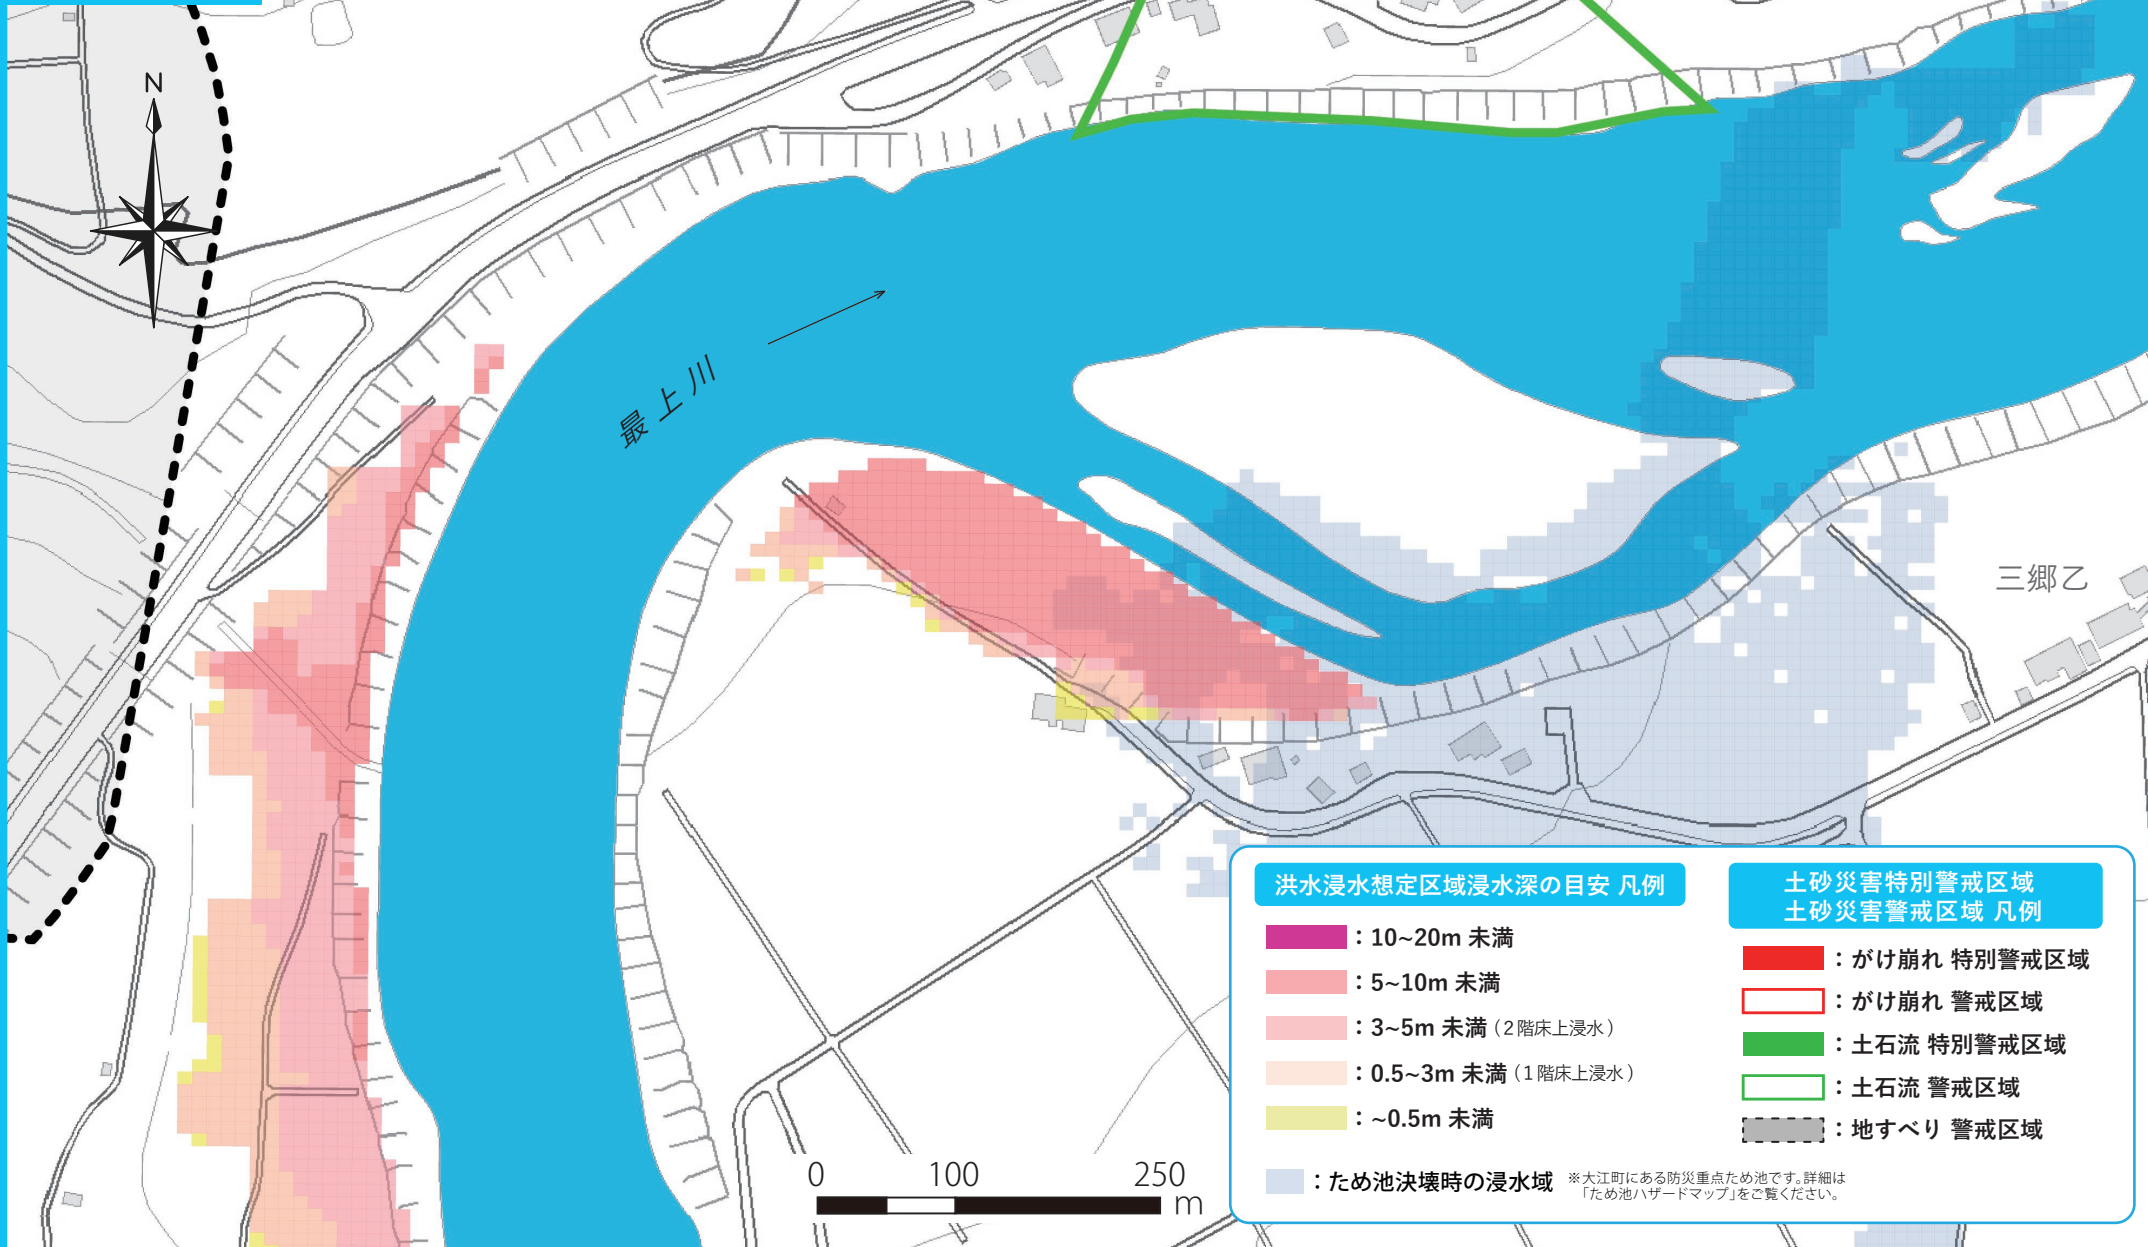 N
最上川
三郷乙
0 100 250
m
洪水浸水想定区域浸水深の目安 凡例
：10~20m 未満
：5~10m 未満
：3~5m 未満（2階床上浸水）
：0.5~3m 未満（1階床上浸水）
：~0.5m 未満
：ため池決壊時の浸水域 ※大江町にある防災重点ため池です。詳細は
「ため池ハザードマップ」をご覧ください。
土砂災害特別警戒区域
土砂災害警戒区域 凡例
：がけ崩れ 特別警戒区域
：がけ崩れ 警戒区域
：土石流 特別警戒区域
：土石流 警戒区域
：地すべり 警戒区域